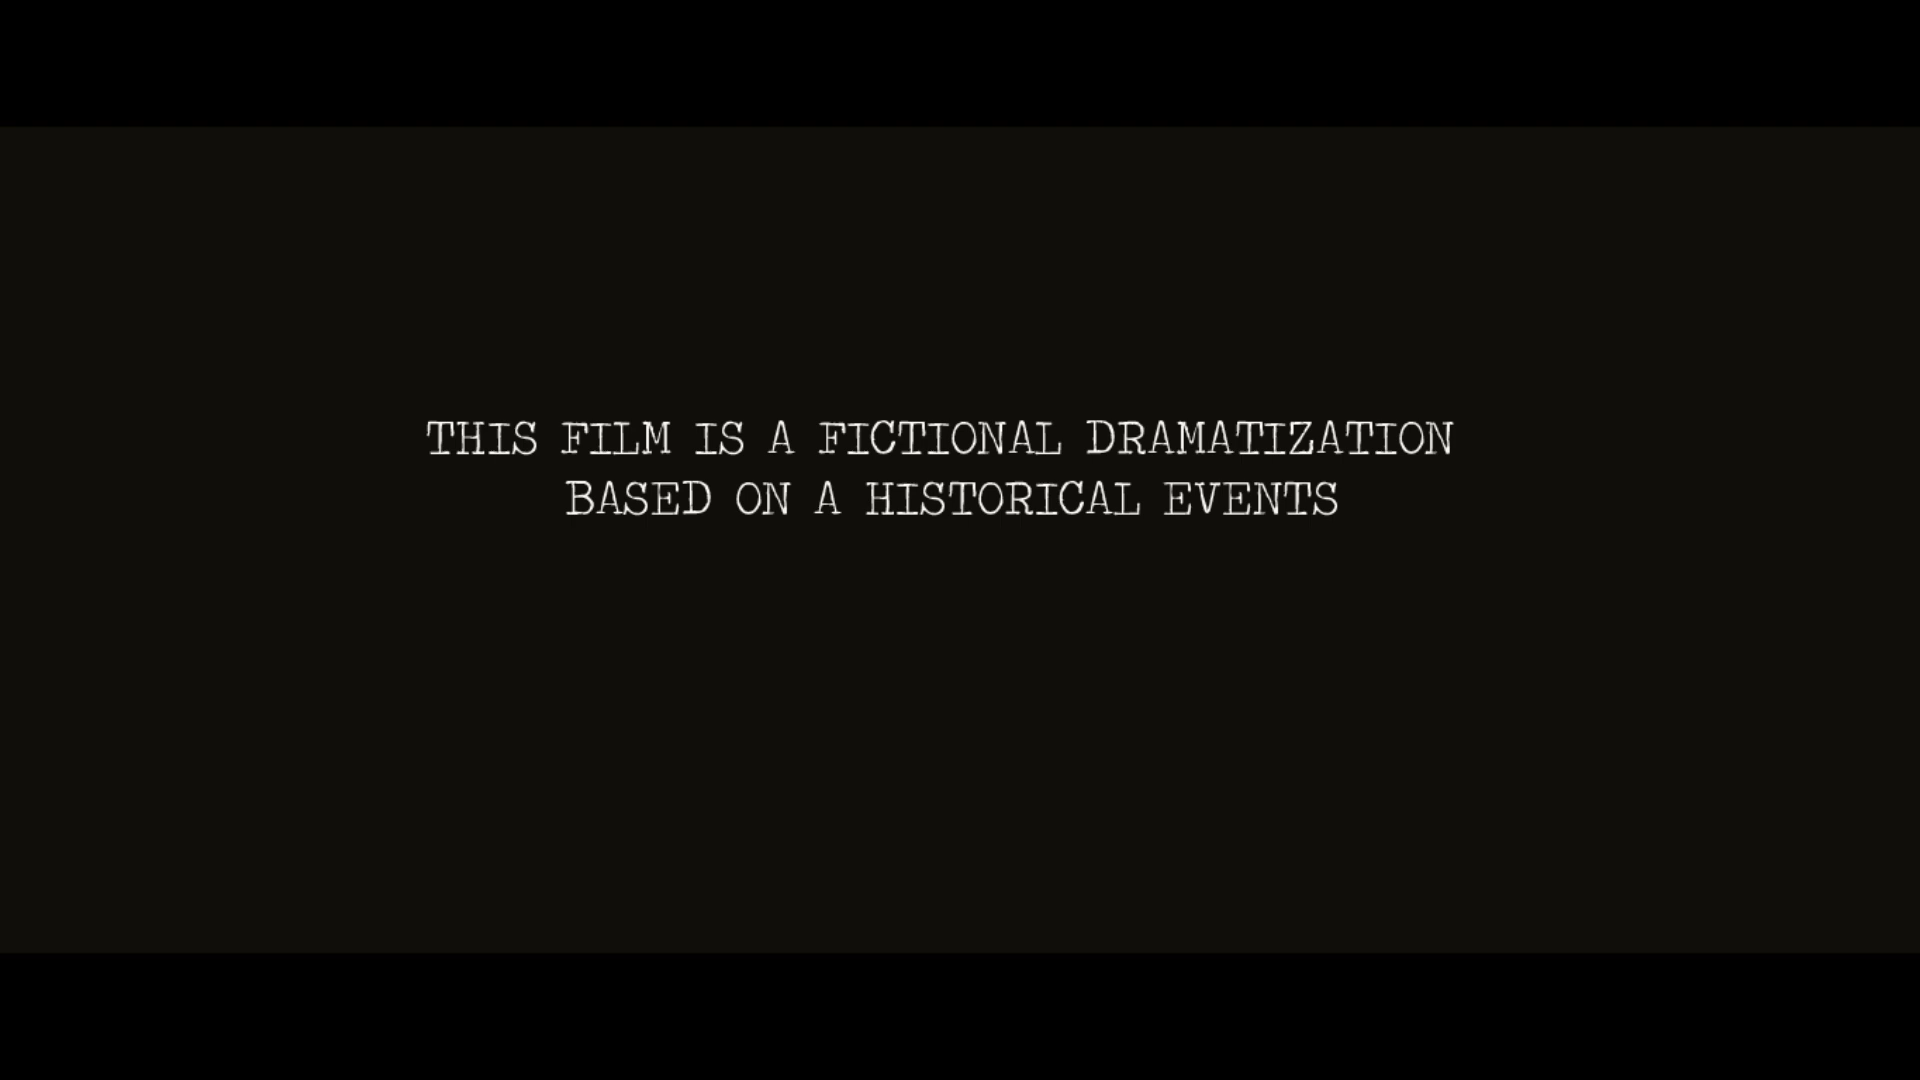 THIS FILM IS A FICTIONAL DRAMATIZATION
BASED ON A HISTORICAL EVENTS